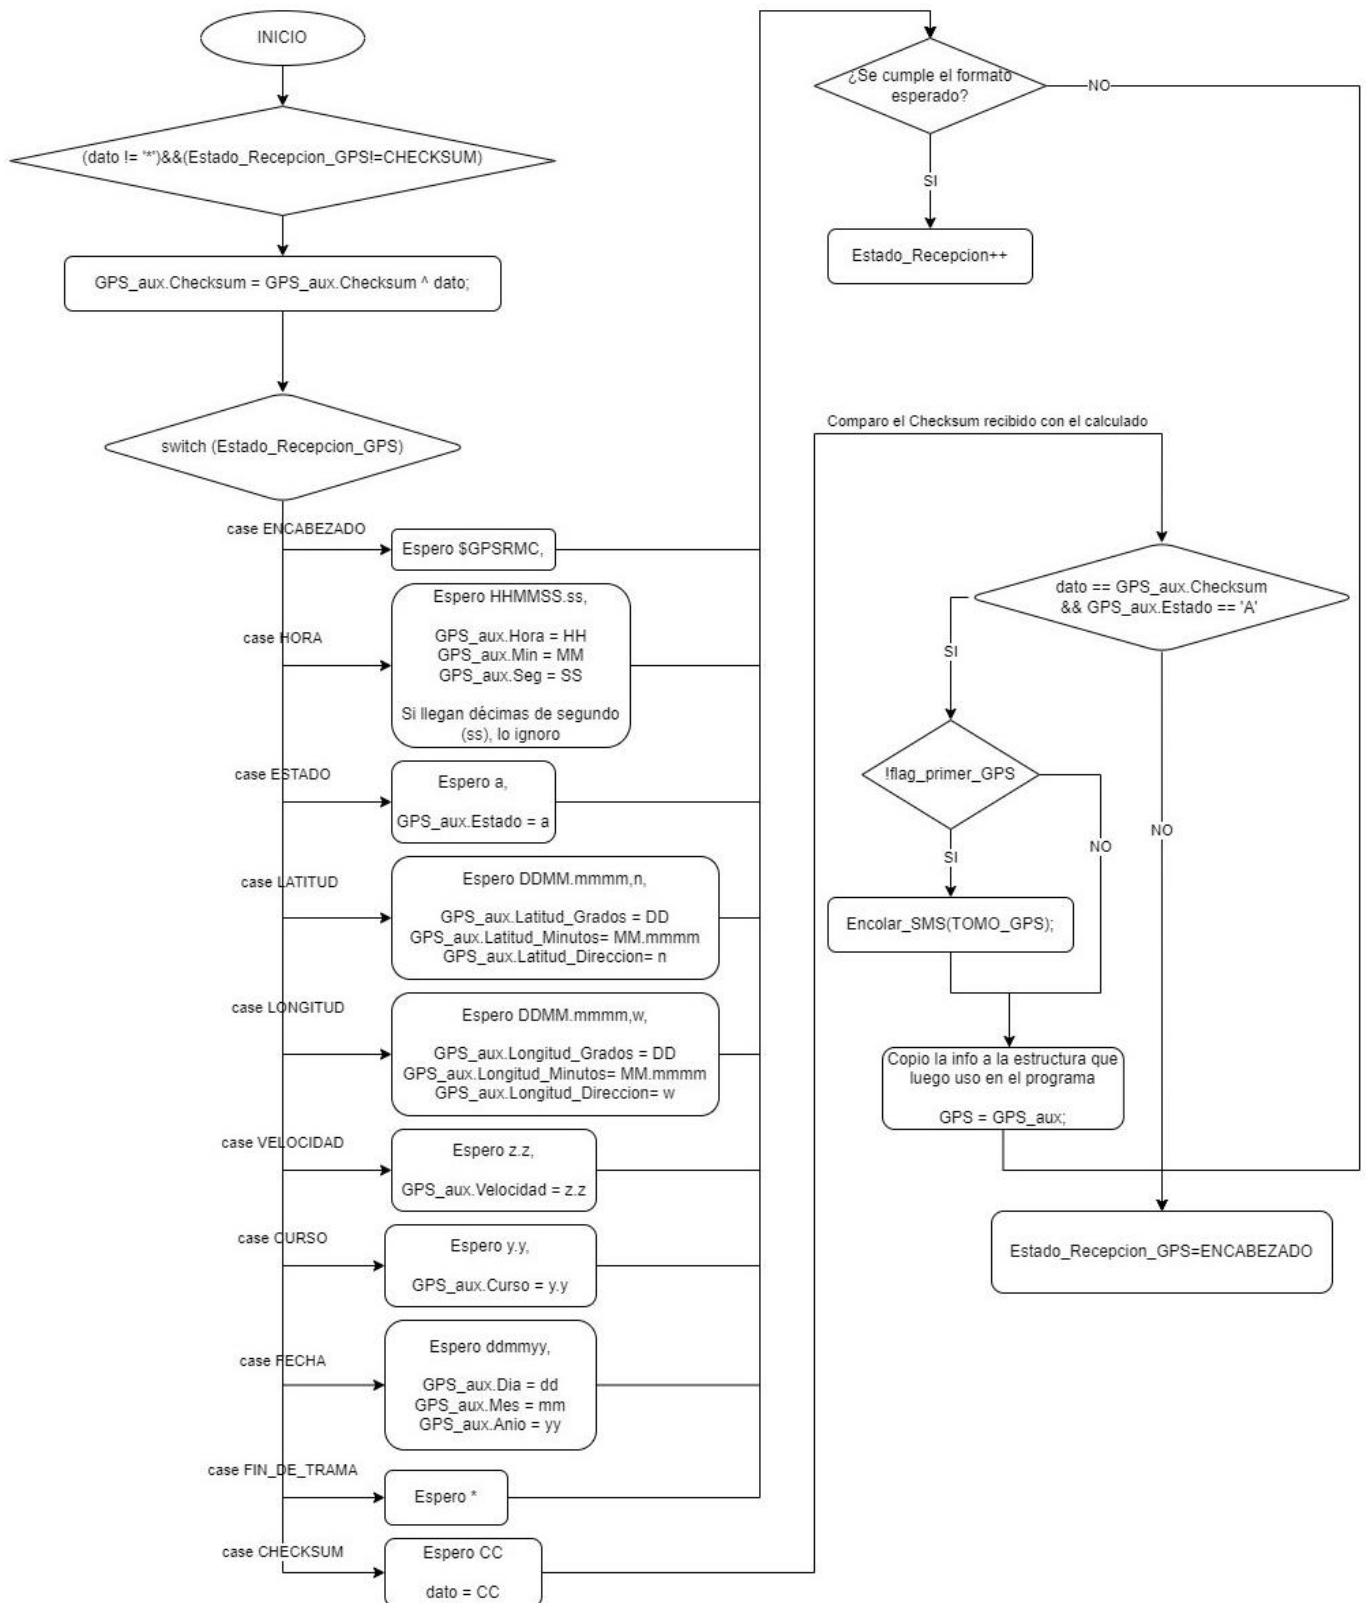 INICIO
(dato != '*')&&(Estado_Recepcion_GPS!=CHECKSUM)
GPS_aux.Checksum = GPS_aux.Checksum ^ dato;
switch (Estado_Recepcion_GPS)
case ENCABEZADO
Espero $GPSRMC,
case HORA
Espero HHMMSS.ss,
GPS_aux.Hora = HH
GPS_aux.Min = MM
GPS_aux.Seg = SS
Si llegan décimas de segundo
(ss), lo ignoro
case ESTADO
Espero a,
GPS_aux.Estado = a
case LATITUD
Espero DDMM.mmmm,n,
GPS_aux.Latitud_Grados = DD
GPS_aux.Latitud_Minutos= MM.mmmm
GPS_aux.Latitud_Direccion= n
case LONGITUD
Espero DDMM.mmmm,w,
GPS_aux.Longitud_Grados = DD
GPS_aux.Longitud_Minutos= MM.mmmm
GPS_aux.Longitud_Direccion= w
case VELOCIDAD
Espero z.z,
GPS_aux.Velocidad = z.z
case CURSO
Espero y.y,
GPS_aux.Curso = y.y
case FECHA
Espero ddmmyy,
GPS_aux.Dia = dd
GPS_aux.Mes = mm
GPS_aux.Anio = yy
case FIN_DE_TRAMA
Espero *
case CHECKSUM
Espero CC
dato = CC
¿Se cumple el formato
esperado?
NO
SI
Estado_Recepcion++
Comparo el Checksum recibido con el calculado
dato == GPS_aux.Checksum
&& GPS_aux.Estado == 'A'
SI
!flag_primer_GPS
NO
NO
SI
Encolar_SMS(TOMO_GPS);
Copio la info a la estructura que
luego uso en el programa
GPS = GPS_aux;
Estado_Recepcion_GPS=ENCABEZADO